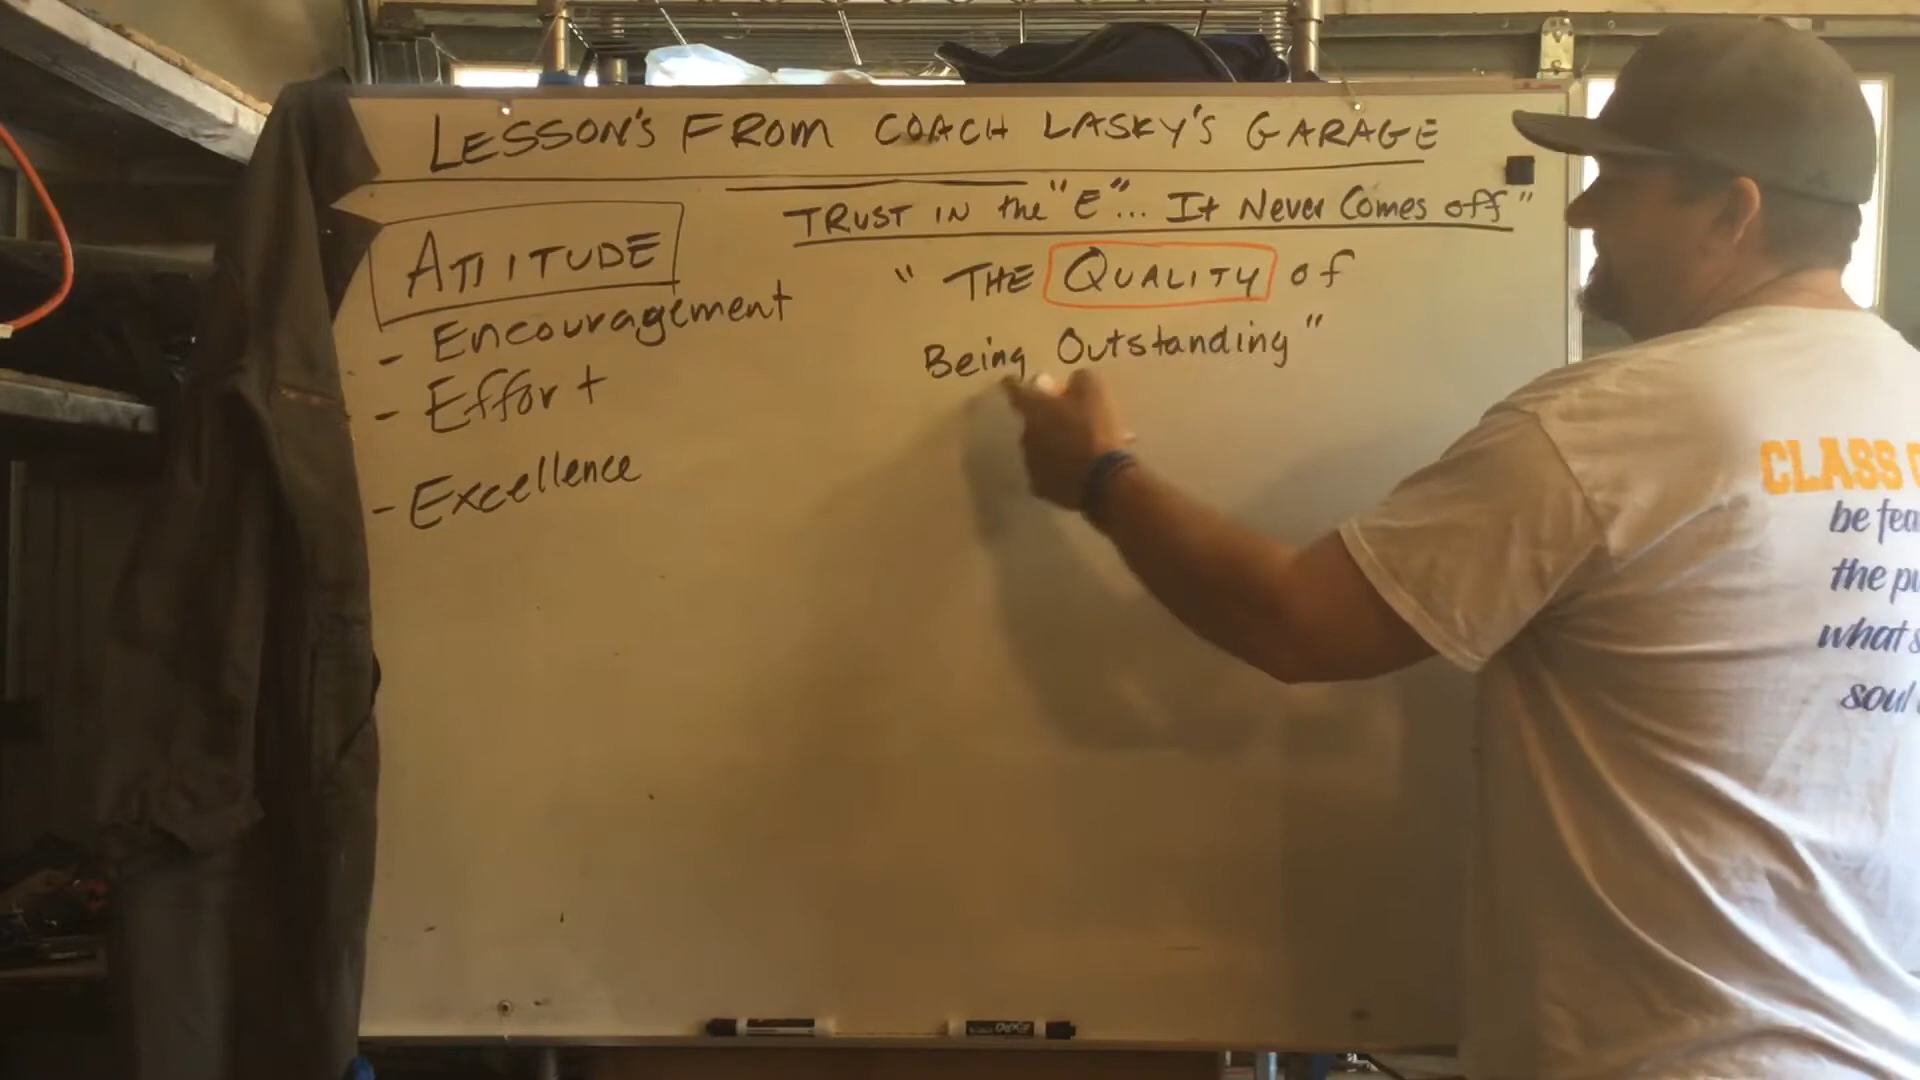 LESSON'S FROM COACH LASKY'S GARAGE
TRUST IN the "E"... It Never Comes off"
ATTITUDE
- Encouragement
- Effort
- Excellence
" THE QUALITY of
Being Outstanding"
CLASS
be
the
what
soul